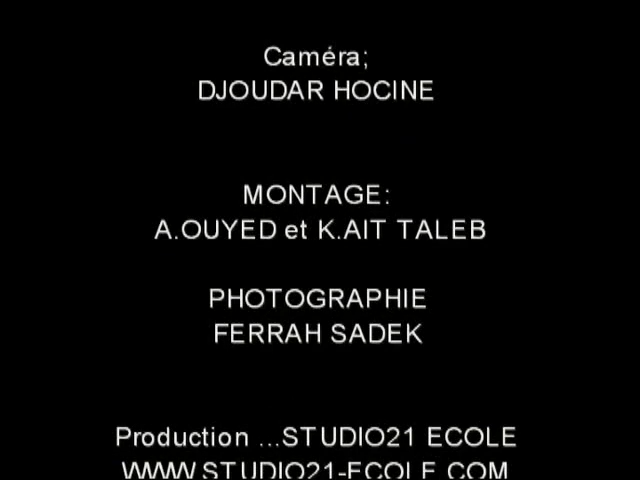 Caméra;
DJOUDAR HOCINE
MONTAGE:
A.OUYED et K.AIT TALEB
PHOTOGRAPHIE
FERRAH SADEK
Production ...STUDIO21 ECOLE
WWW.STUDIO21-ECOLE.COM